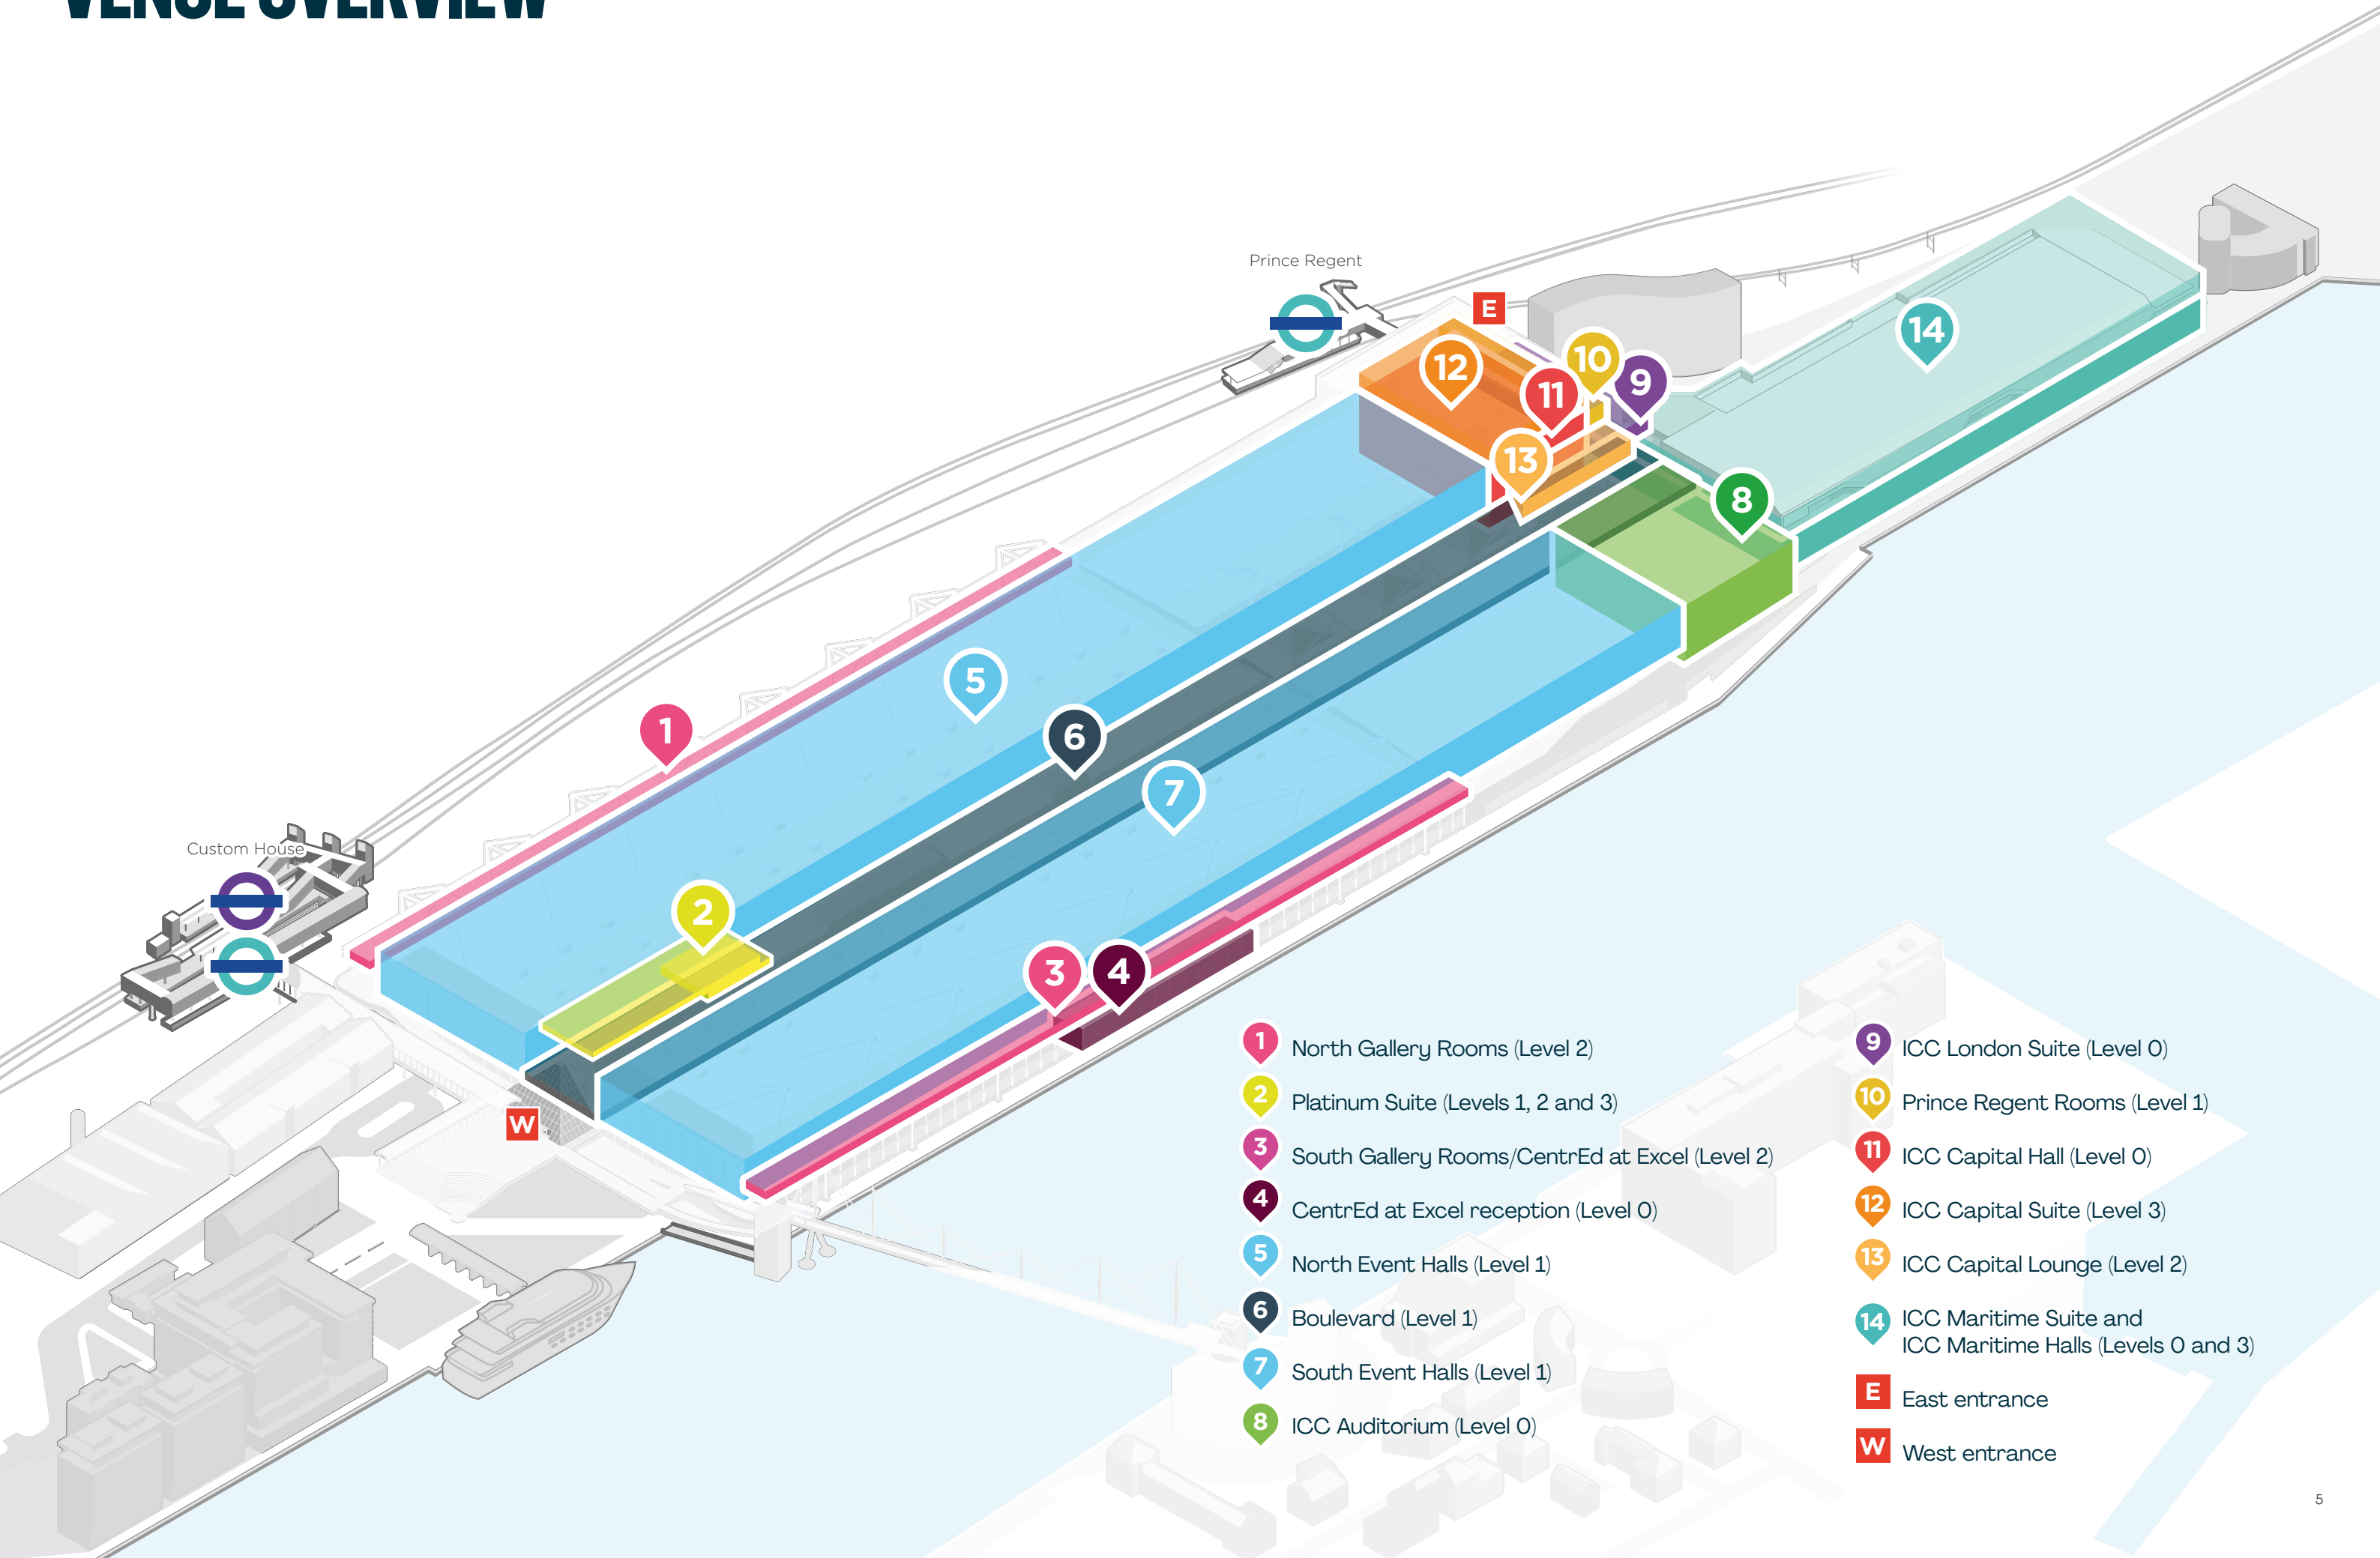 VENUE OVERVIEW
Prince Regent
E
12
10
11
9
14
13
8
5
1
6
7
Custom House
2
3
4
W
1 North Gallery Rooms (Level 2)
2 Platinum Suite (Levels 1, 2 and 3)
3 South Gallery Rooms/CentrEd at Excel (Level 2)
4 CentrEd at Excel reception (Level 0)
5 North Event Halls (Level 1)
6 Boulevard (Level 1)
7 South Event Halls (Level 1)
8 ICC Auditorium (Level 0)
9 ICC London Suite (Level 0)
10 Prince Regent Rooms (Level 1)
11 ICC Capital Hall (Level 0)
12 ICC Capital Suite (Level 3)
13 ICC Capital Lounge (Level 2)
14 ICC Maritime Suite and
ICC Maritime Halls (Levels 0 and 3)
E East entrance
W West entrance
5